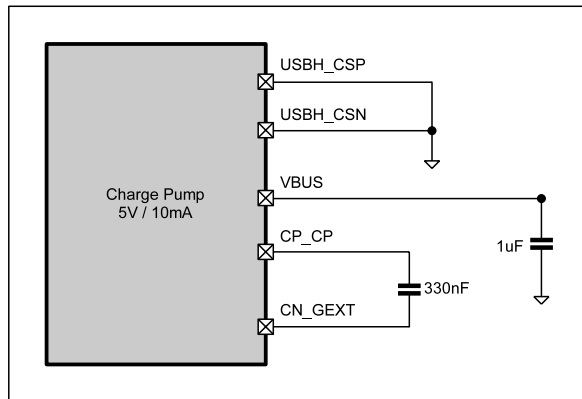 USBH_CSP
USBH_CSN
VBUS
Charge Pump
5V / 10mA
CP_CP
1uF
330nF
CN_GEXT